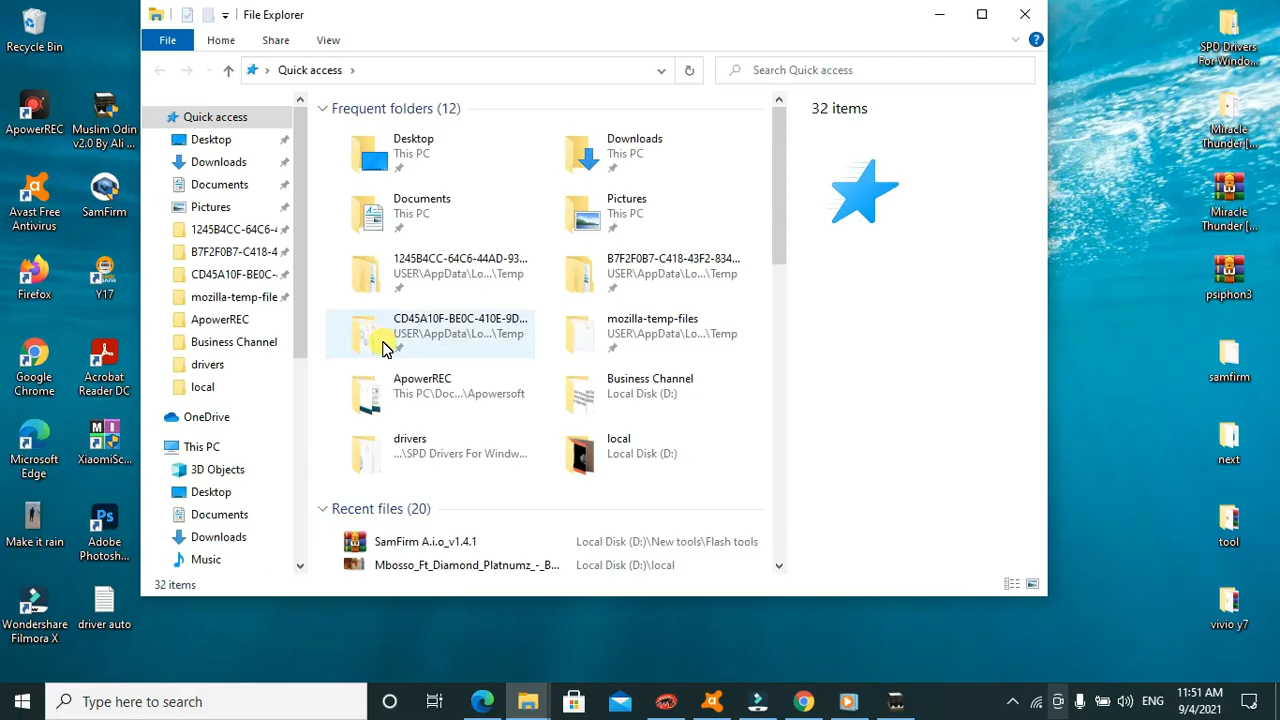 File Explorer
File
Home
Share
View
Quick access
Search Quick access
Quick access
Desktop
Downloads
Documents
Pictures
1245B4CC-64C6-4
B7F2F0B7-C418-4
CD45A10F-BE0C-
mozilla-temp-file
ApowerREC
Business Channel
drivers
local
OneDrive
This PC
3D Objects
Desktop
Documents
Downloads
Music
Frequent folders (12)
Desktop
This PC
Downloads
This PC
Documents
This PC
Pictures
This PC
1245B4CC-64C6-44AD-93...
USER\AppData\Lo...\Temp
B7F2F0B7-C418-43F2-834...
USER\AppData\Lo...\Temp
CD45A10F-BE0C-410E-9D...
USER\AppData\Lo...\Temp
mozilla-temp-files
USER\AppData\Lo...\Temp
ApowerREC
This PC\Doc...\Apowersoft
Business Channel
Local Disk (D:)
drivers
...\SPD Drivers For Windw...
local
Local Disk (D:)
Recent files (20)
SamFirm A.i.o_v1.4.1
Local Disk (D:)\New tools\Flash tools
Mbosso_Ft_Diamond_Platnumz_-_B...
Local Disk (D:)\local
32 items
32 items
Recycle Bin
ApowerREC
Muslim Odin
v2.0 By Ali ...
Avast Free
Antivirus
SamFirm
Firefox
Y17
Google
Chrome
Acrobat
Reader DC
Microsoft
Edge
MI
XiaomiSc...
Make it rain
Ps
Adobe
Photosh...
Wondershare
Filmora X
driver auto
SPD Drivers
For Windo...
Miracle
Thunder [...
Miracle
Thunder [...
psiphon3
samfirm
next
tool
vivio y7
Type here to search
ENG
11:51 AM
9/4/2021